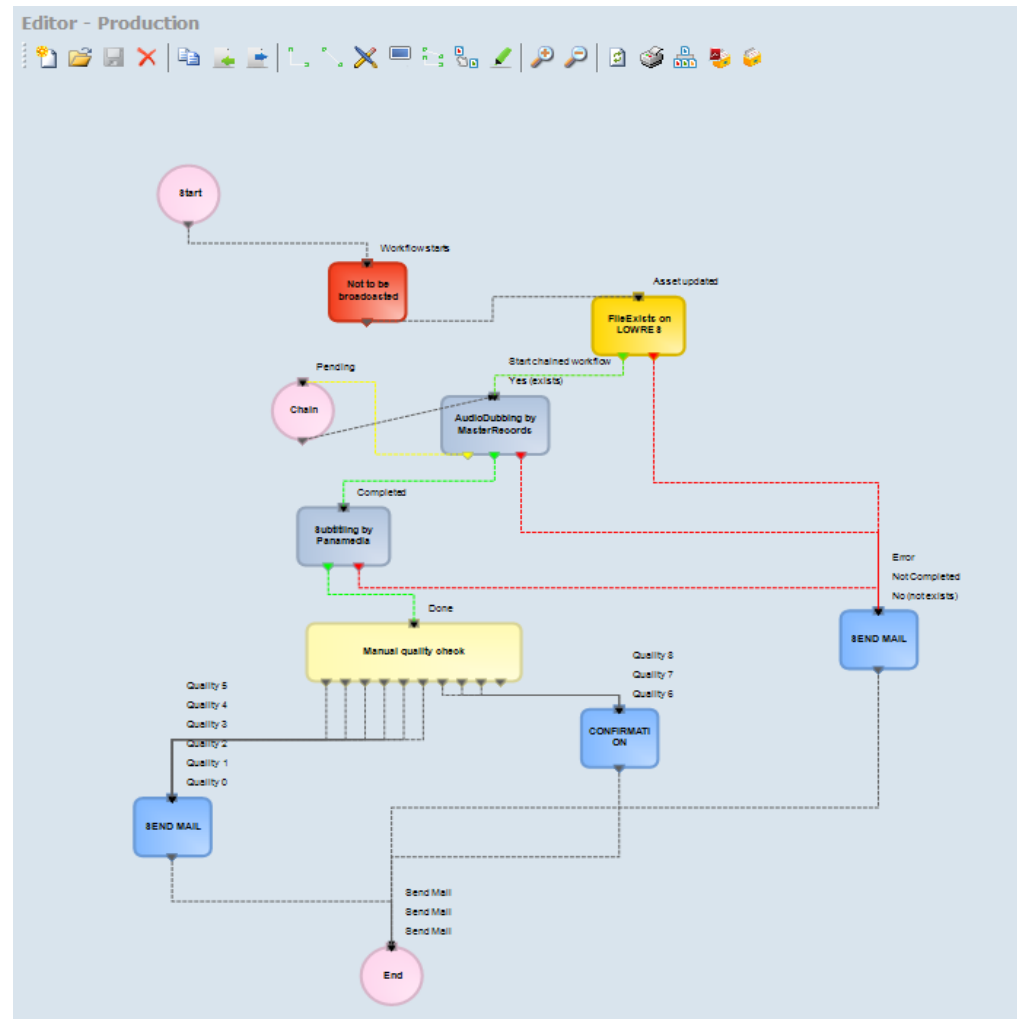 Editor - Production
Start
Workflow starts
Not to be
broadcasted
Asset updated
FileExists on
LOWRES
Start chained workflow
Yes (exists)
Pending
Chain
AudioDubbing by
MasterRecords
Completed
Subtitling by
Panamedia
Error
Not Completed
No (not exists)
SEND MAIL
Done
Manual quality check
Quality 8
Quality 7
Quality 6
CONFIRMATI
ON
Quality 5
Quality 4
Quality 3
Quality 2
Quality 1
Quality 0
SEND MAIL
Send Mail
Send Mail
Send Mail
End